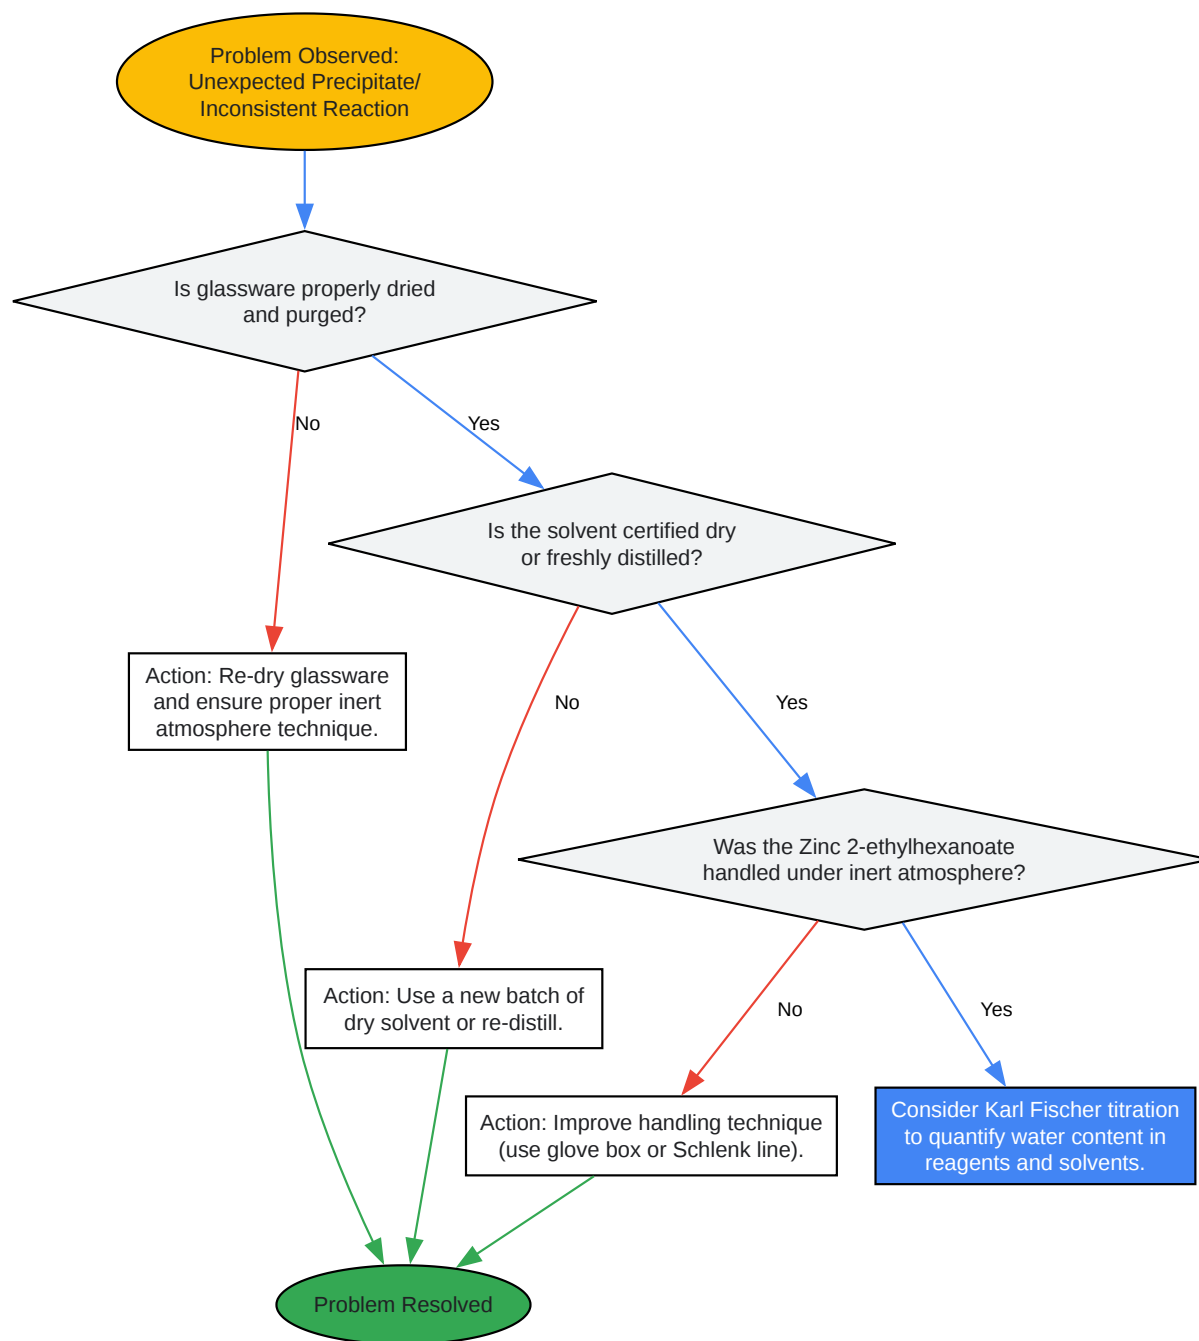 Problem Observed:
Unexpected Precipitate/
Inconsistent Reaction
Is glassware properly dried
and purged?
No
Yes
Is the solvent certified dry
or freshly distilled?
Action: Re-dry glassware
and ensure proper inert
atmosphere technique.
No
Yes
Was the Zinc 2-ethylhexanoate
handled under inert atmosphere?
Action: Use a new batch of
dry solvent or re-distill.
No
Yes
Action: Improve handling technique
(use glove box or Schlenk line).
Consider Karl Fischer titration
to quantify water content in
reagents and solvents.
Problem Resolved